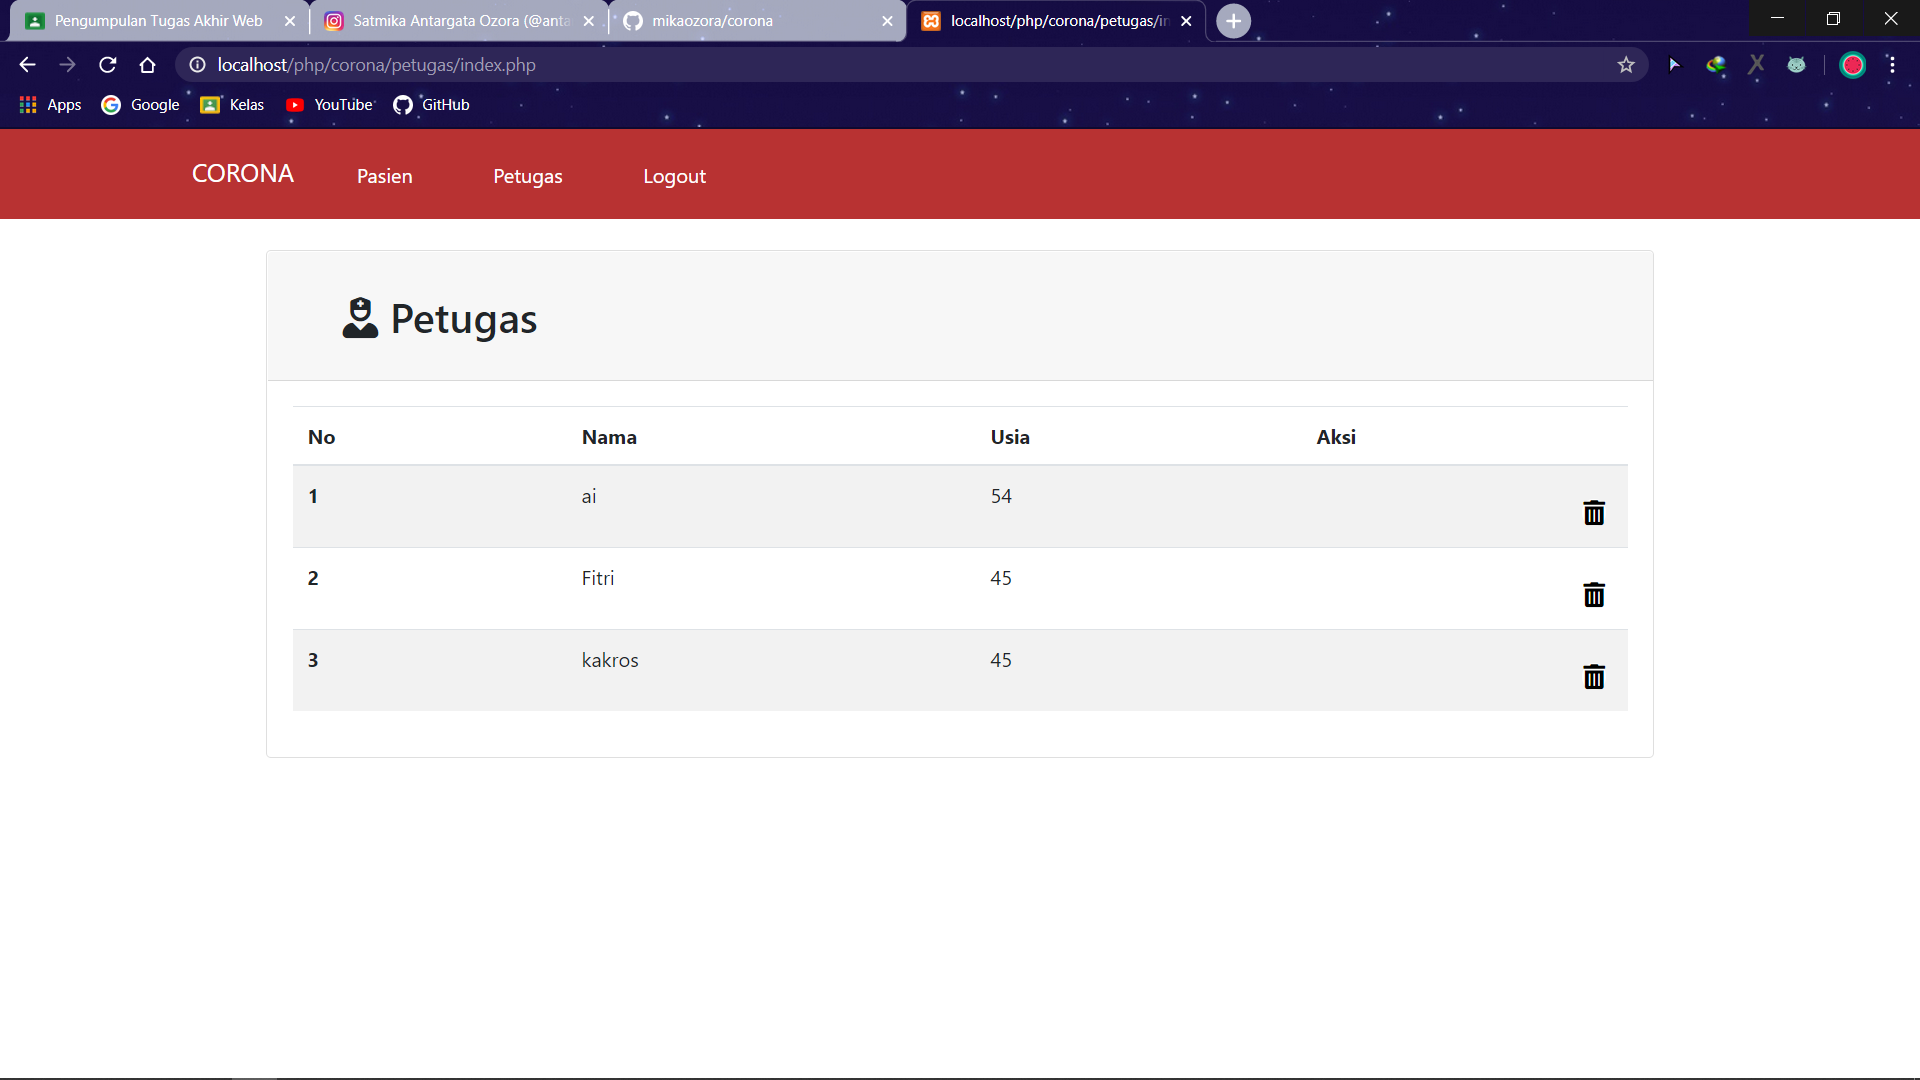 Pengumpulan Tugas Akhir Web
Satmika Antargata Ozora (@anta
mikaozora/corona
localhost/php/corona/petugas/in
localhost/php/corona/petugas/index.php
Apps Google Kelas YouTube GitHub
CORONA Pasien Petugas Logout
Petugas
No Nama Usia Aksi
1 ai 54
2 Fitri 45
3 kakros 45